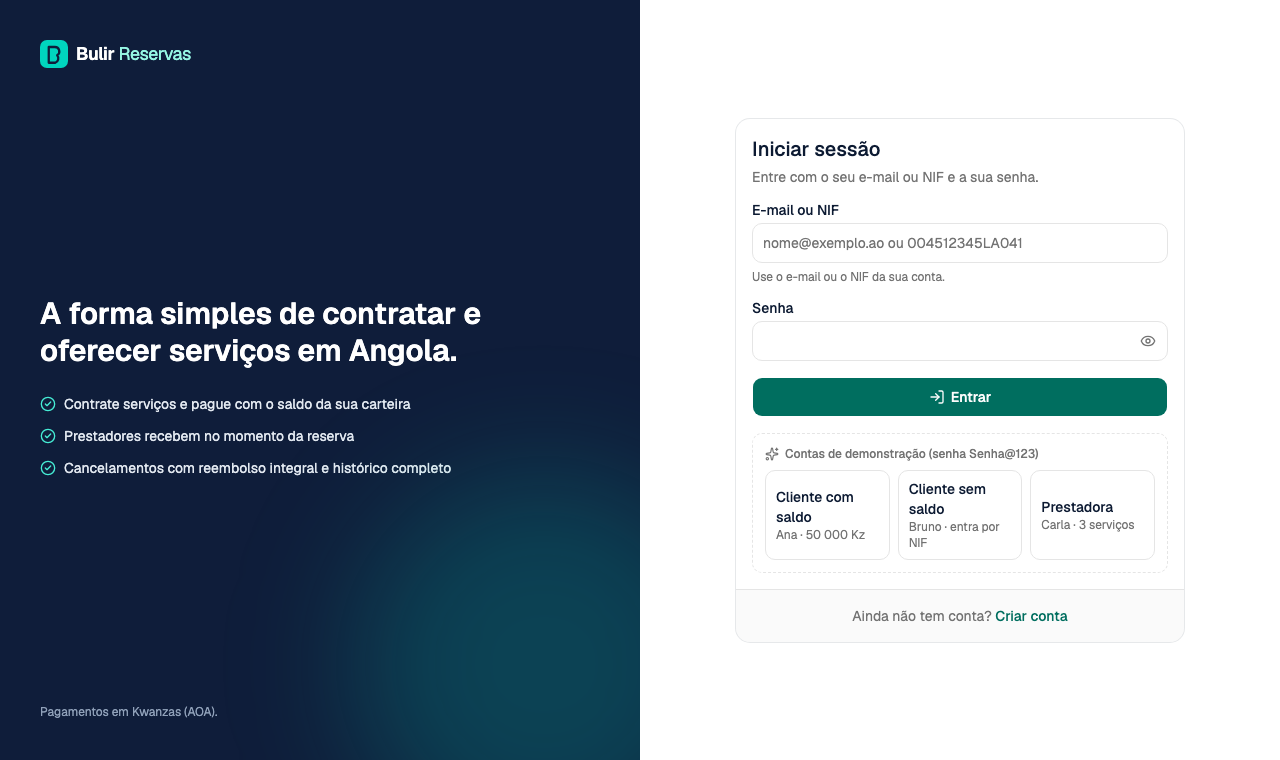 Bulir Reservas
A forma simples de contratar e
oferecer serviços em Angola.
Contrate serviços e pague com o saldo da sua carteira
Prestadores recebem no momento da reserva
Cancelamentos com reembolso integral e histórico completo
Pagamentos em Kwanzas (AOA).
Iniciar sessão
Entre com o seu e-mail ou NIF e a sua senha.
E-mail ou NIF
nome@exemplo.ao ou 004512345LA041
Use o e-mail ou o NIF da sua conta.
Senha
Entrar
Contas de demonstração (senha Senha@123)
Cliente com
saldo
Ana · 50 000 Kz
Cliente sem
saldo
Bruno · entra por
NIF
Prestadora
Carla · 3 serviços
Ainda não tem conta? Criar conta